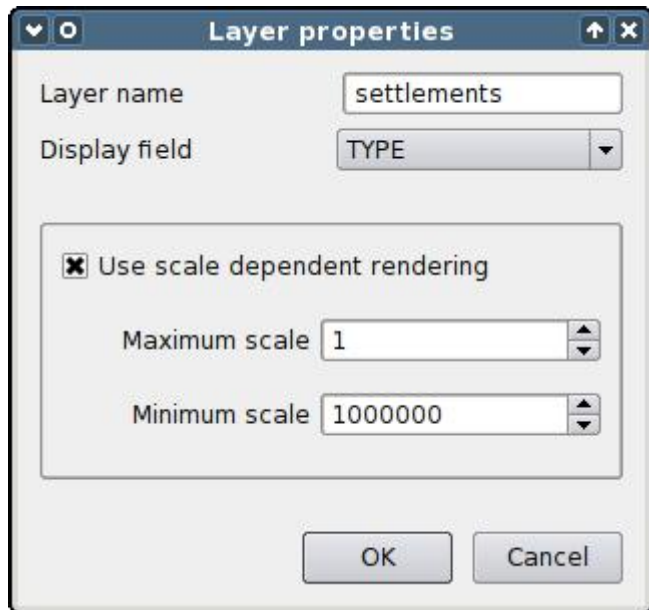 Layer properties
Layer name settlements
Display field TYPE
Use scale dependent rendering
Maximum scale 1
Minimum scale 1000000
OK Cancel